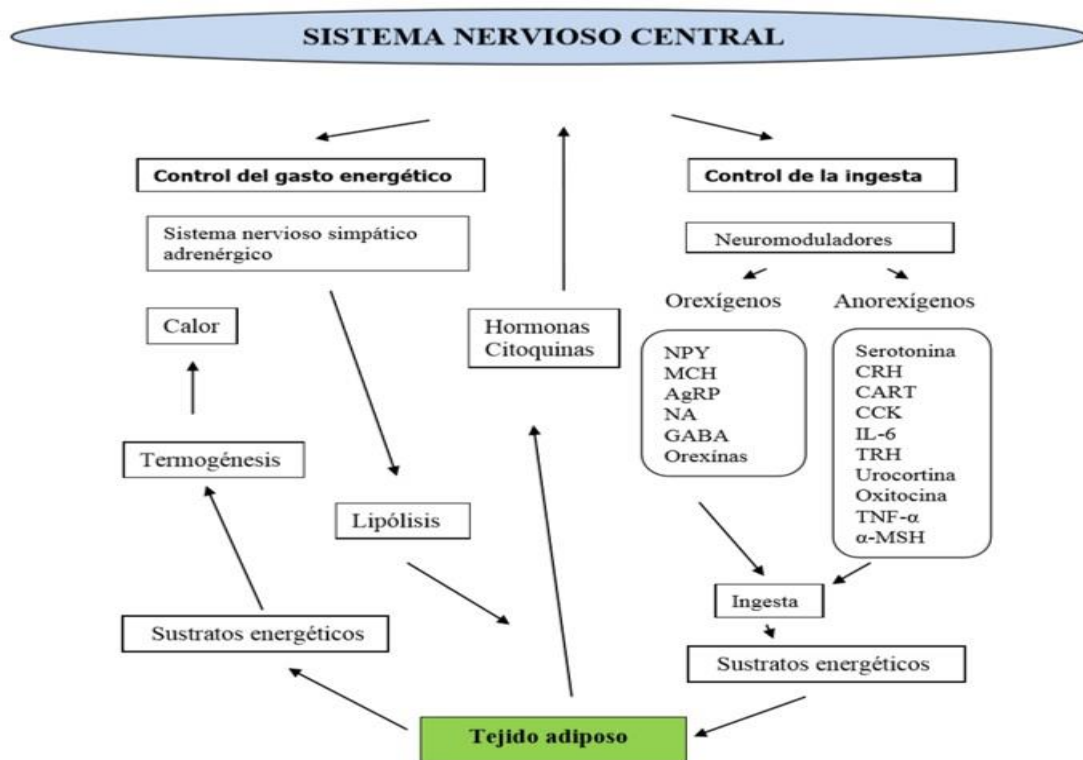 SISTEMA NERVIOSO CENTRAL
Control del gasto energético
Control de la ingesta
Sistema nervioso simpático
adrenérgico
Neuromoduladores
Orexígenos
Anorexígenos
Calor
Hormonas
Citoquinas
NPY
MCH
AgRP
NA
GABA
Orexínas
Serotonina
CRH
CART
CCK
IL-6
TRH
Urocortina
Oxitocina
TNF-α
α-MSH
Termogénesis
Lipólisis
Ingesta
Sustratos energéticos
Sustratos energéticos
Tejido adiposo